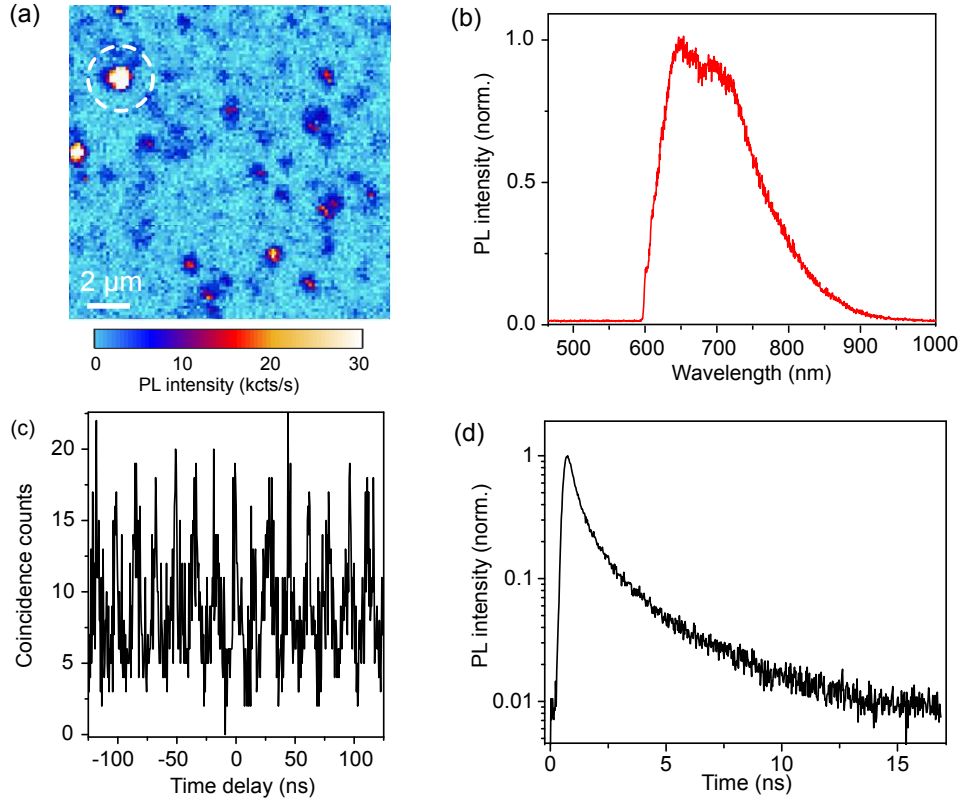 (a)
2 µm
0 10 20 30
PL intensity (kcts/s)
(b)
1.0
0.5
0.0
PL intensity (norm.)
500 600 700 800 900 1000
Wavelength (nm)
(c)
20
15
10
5
0
Coincidence counts
-100 -50 0 50 100
Time delay (ns)
(d)
1
0.1
0.01
PL intensity (norm.)
0 5 10 15
Time (ns)